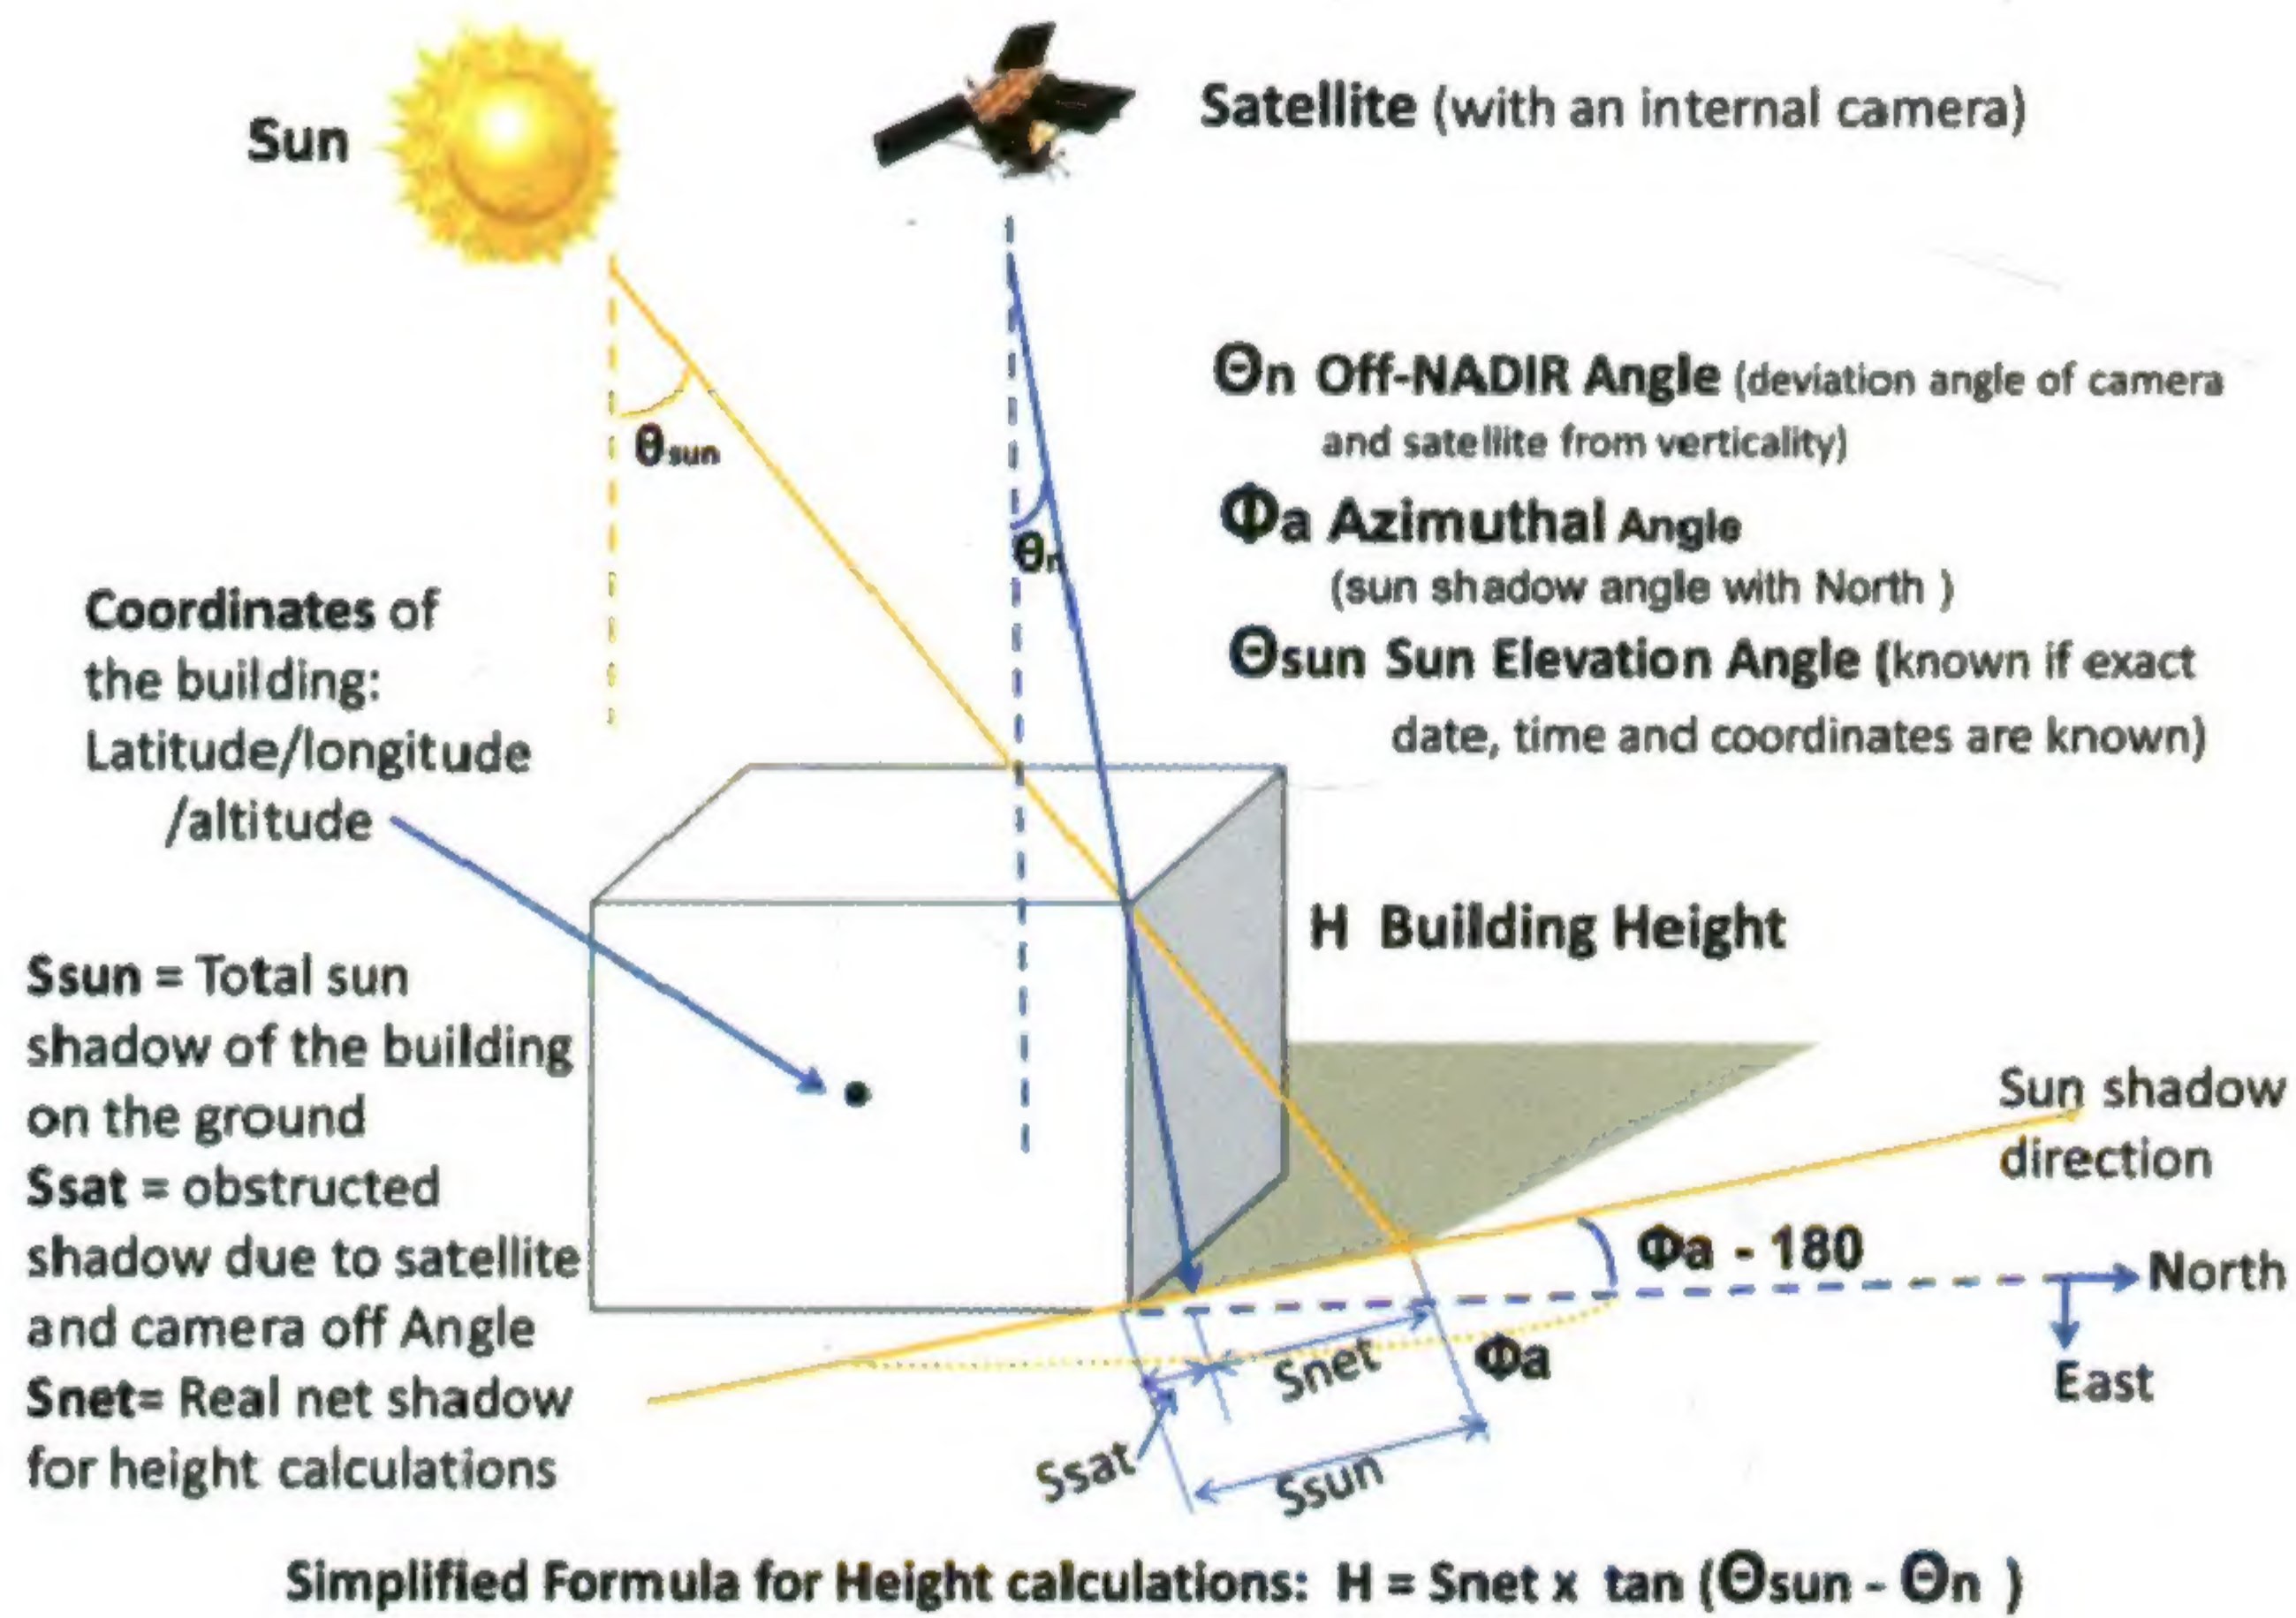 Sun
Satellite (with an internal camera)
Θn Off-NADIR Angle (deviation angle of camera
and satellite from verticality)
Φa Azimuthal Angle
(sun shadow angle with North )
Θsun Sun Elevation Angle (known if exact
date, time and coordinates are known)
θsun
θn
Coordinates of
the building:
Latitude/longitude
/altitude
H Building Height
Ssun = Total sun
shadow of the building
on the ground
Ssat = obstructed
shadow due to satellite
and camera off Angle
Snet= Real net shadow
for height calculations
Sun shadow
direction
Φa - 180
North
East
Φa
Snet
Ssat
Ssun
Simplified Formula for Height calculations: H = Snet x tan (Θsun - Θn )